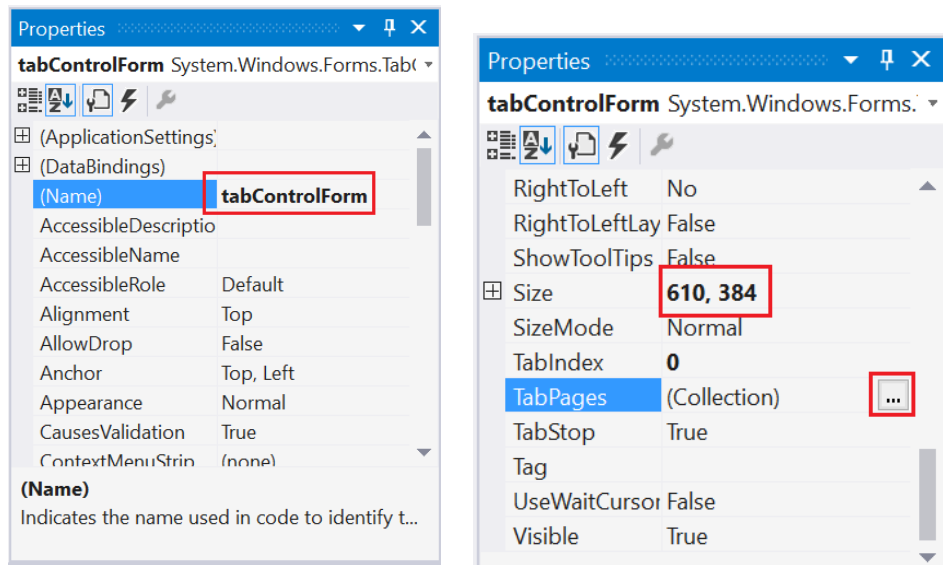 Properties
tabControlForm System.Windows.Forms.Tab(
(ApplicationSettings)
(DataBindings)
(Name) tabControlForm
AccessibleDescriptio
AccessibleName
AccessibleRole Default
Alignment Top
AllowDrop False
Anchor Top, Left
Appearance Normal
CausesValidation True
ContextMenuStrip (none)
(Name)
Indicates the name used in code to identify t...
Properties
tabControlForm System.Windows.Forms.
RightToLeft No
RightToLeftLay False
ShowToolTips False
Size 610, 384
SizeMode Normal
TabIndex 0
TabPages (Collection) ...
TabStop True
Tag
UseWaitCursor False
Visible True